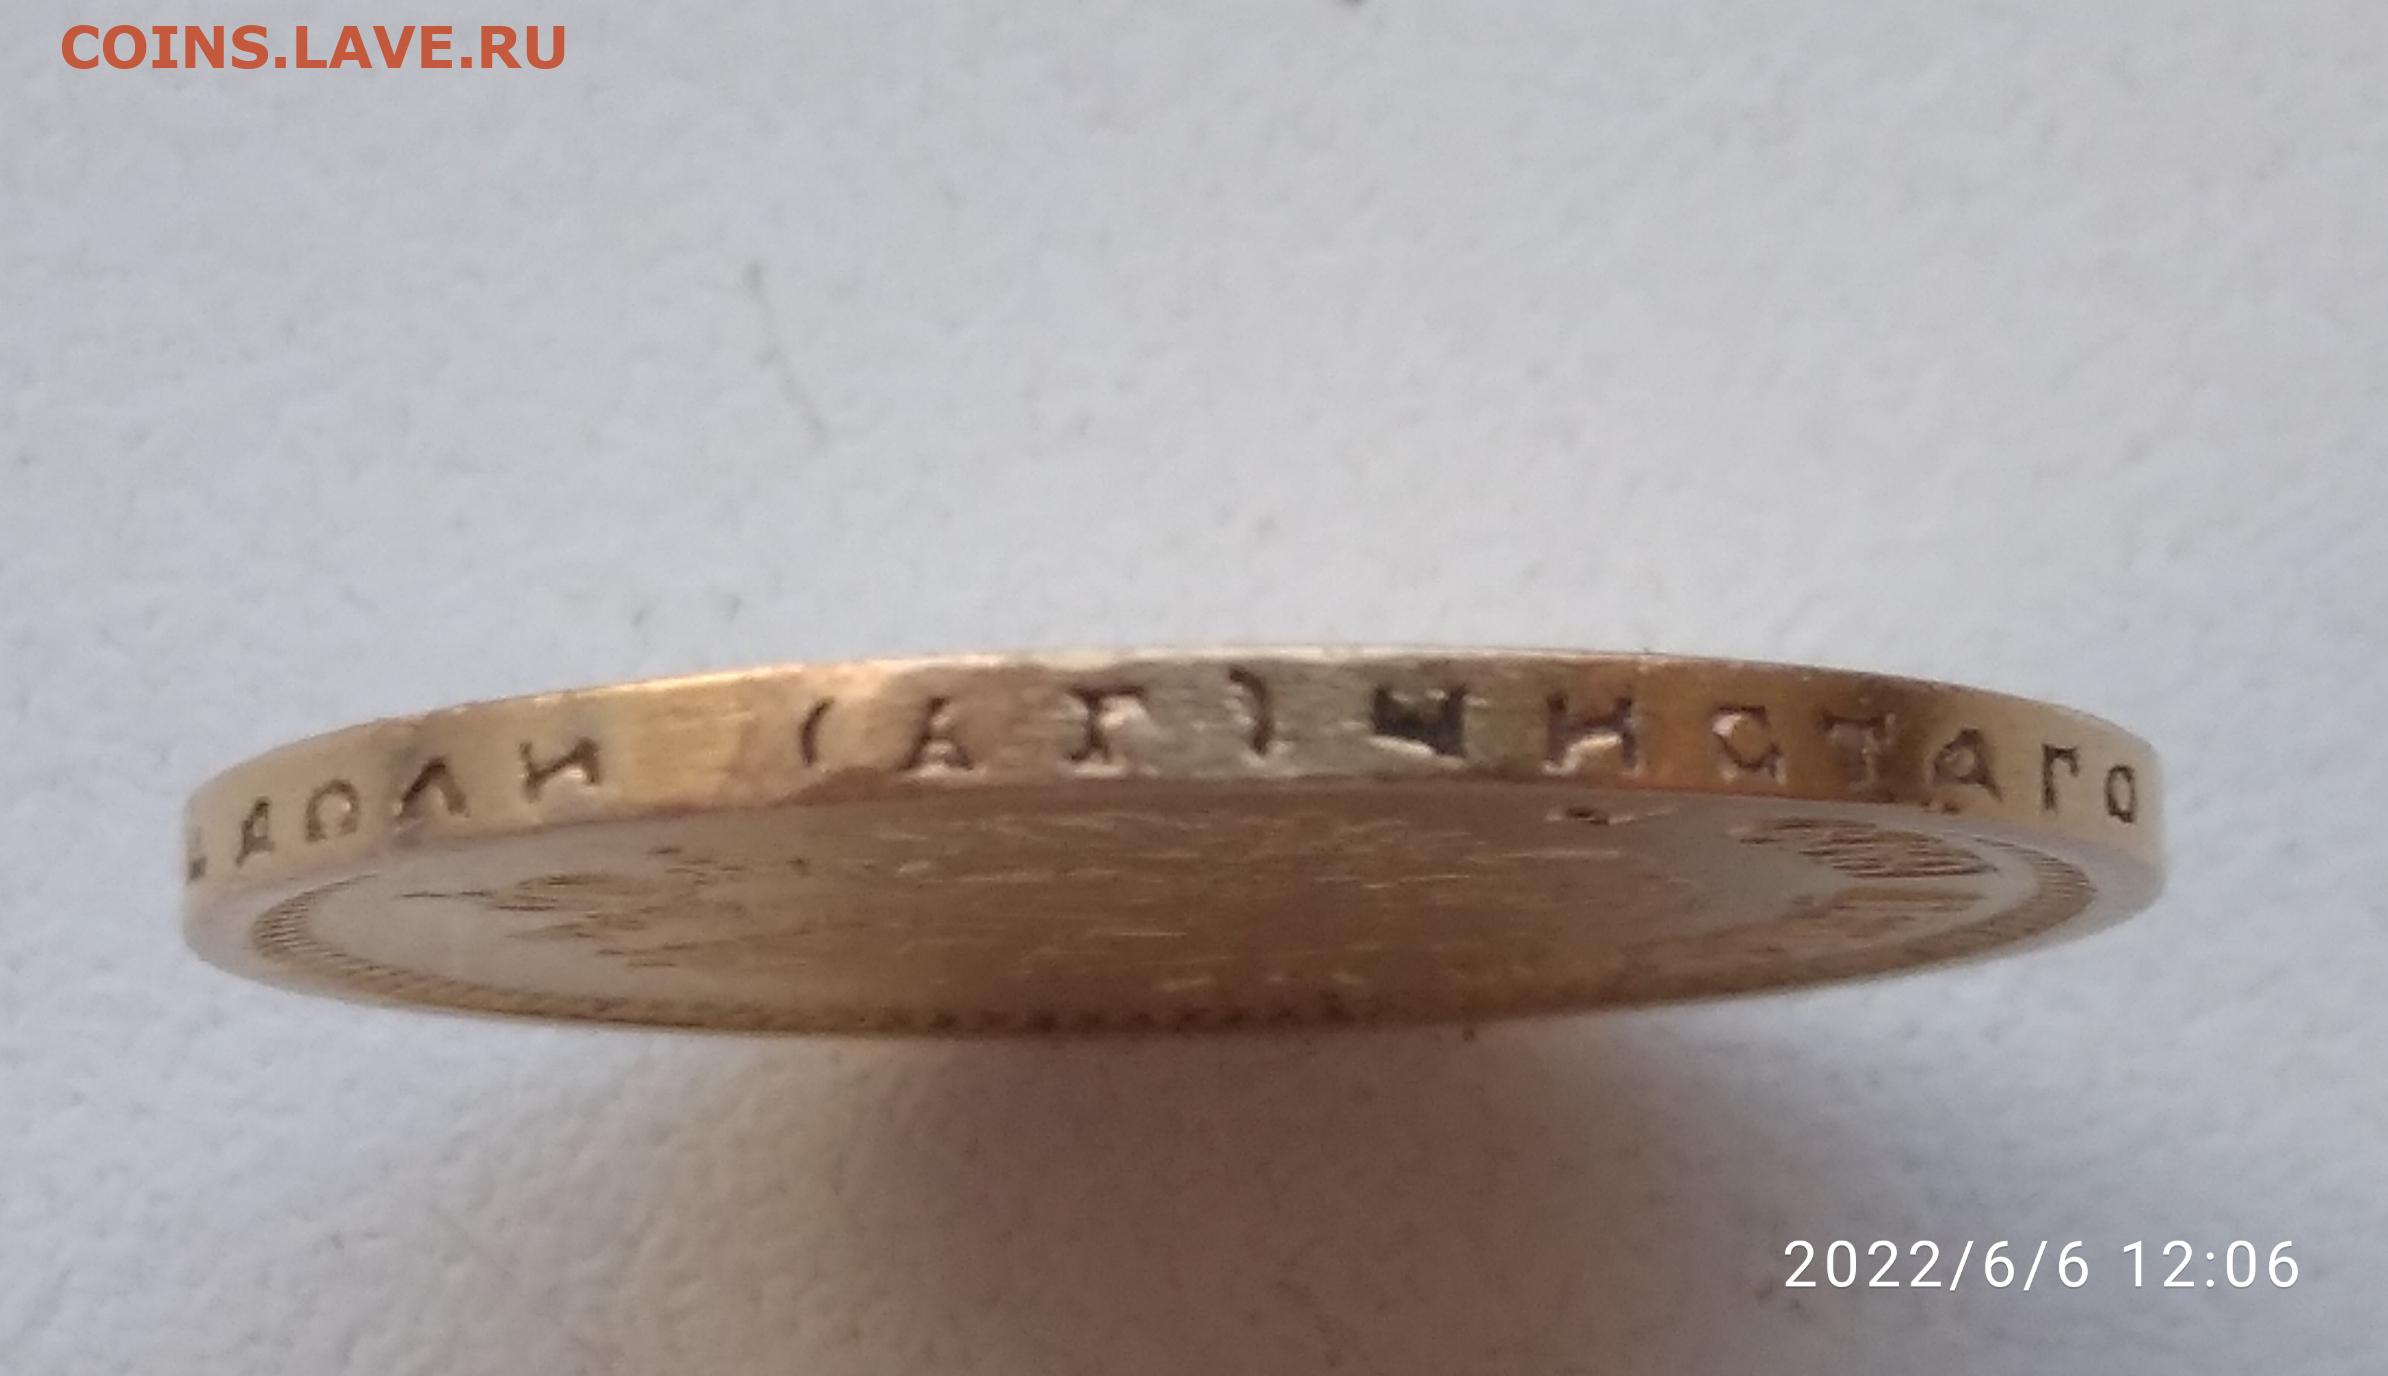 COINS.LAVE.RU
ДОЛИ (А Г) ЧИСТАГО
2022/6/6 12:06